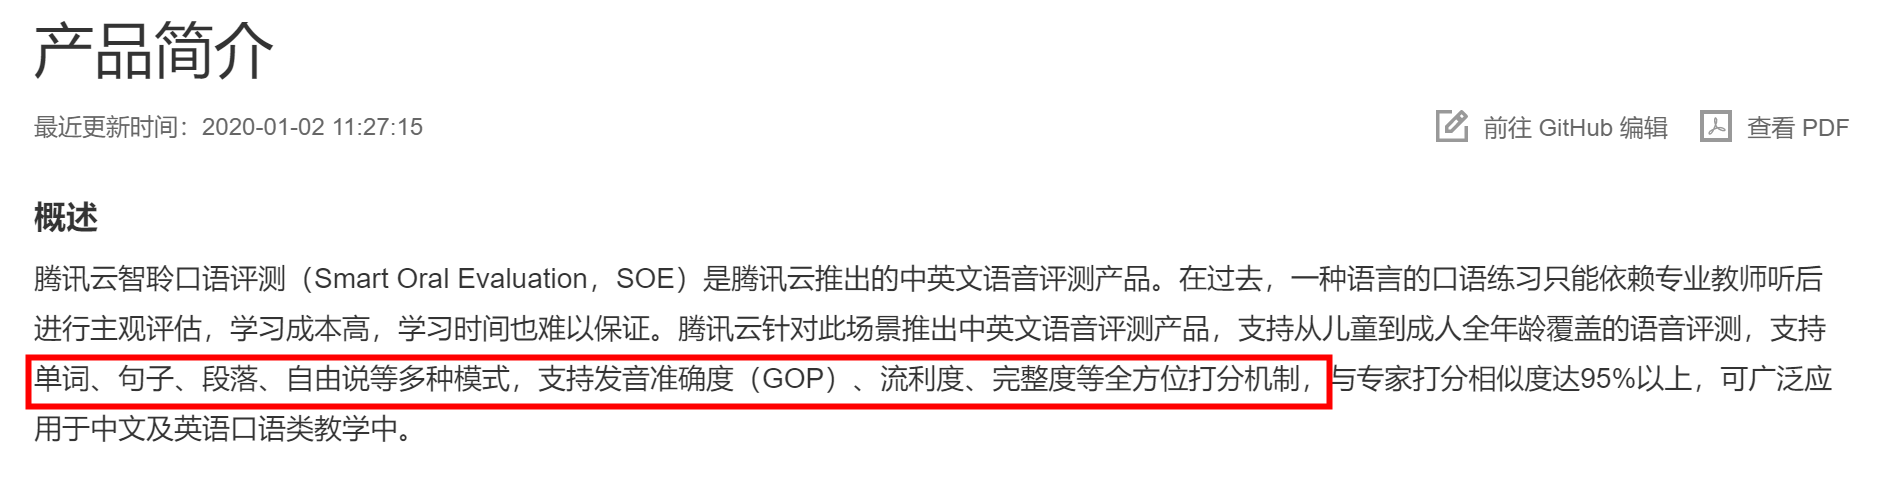 产品简介
最近更新时间：2020-01-02 11:27:15
前往 GitHub 编辑
查看 PDF
概述
腾讯云智聆口语评测（Smart Oral Evaluation，SOE）是腾讯云推出的中英文语音评测产品。在过去，一种语言的口语练习只能依赖专业教师听后
进行主观评估，学习成本高，学习时间也难以保证。腾讯云针对此场景推出中英文语音评测产品，支持从儿童到成人全年龄覆盖的语音评测，支持
单词、句子、段落、自由说等多种模式，支持发音准确度（GOP）、流利度、完整度等全方位打分机制，与专家打分相似度达95%以上，可广泛应
用于中文及英语口语类教学中。